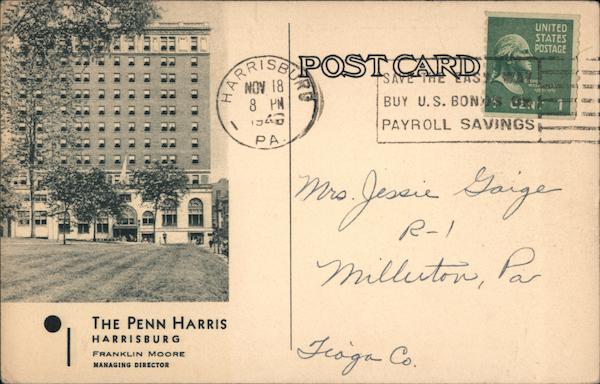 POST CARD
UNITED
STATES
POSTAGE
1
HARRISBURG
NOV 18
8 PM
PA.
SAVE THE EASY WAY
BUY U.S. BONDS
PAYROLL SAVINGS
Mrs. Jessie Gaige
R-1
Millerton, Pa
Tioga Co.
THE PENN HARRIS
HARRISBURG
FRANKLIN MOORE
MANAGING DIRECTOR